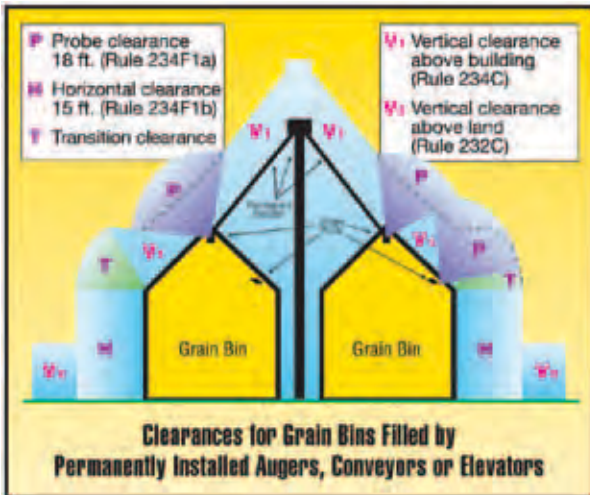 P Probe clearance
18 ft. (Rule 234F1a)
H Horizontal clearance
15 ft. (Rule 234F1b)
T Transition clearance
V₁ Vertical clearance
above building
(Rule 234C)
V₂ Vertical clearance
above land
(Rule 232C)
V₁ V₁
P P
Permanent
V₁
P
T T
H Grain Bin Grain Bin H
V₂ V₂
Clearances for Grain Bins Filled by
Permanently Installed Augers, Conveyors or Elevators